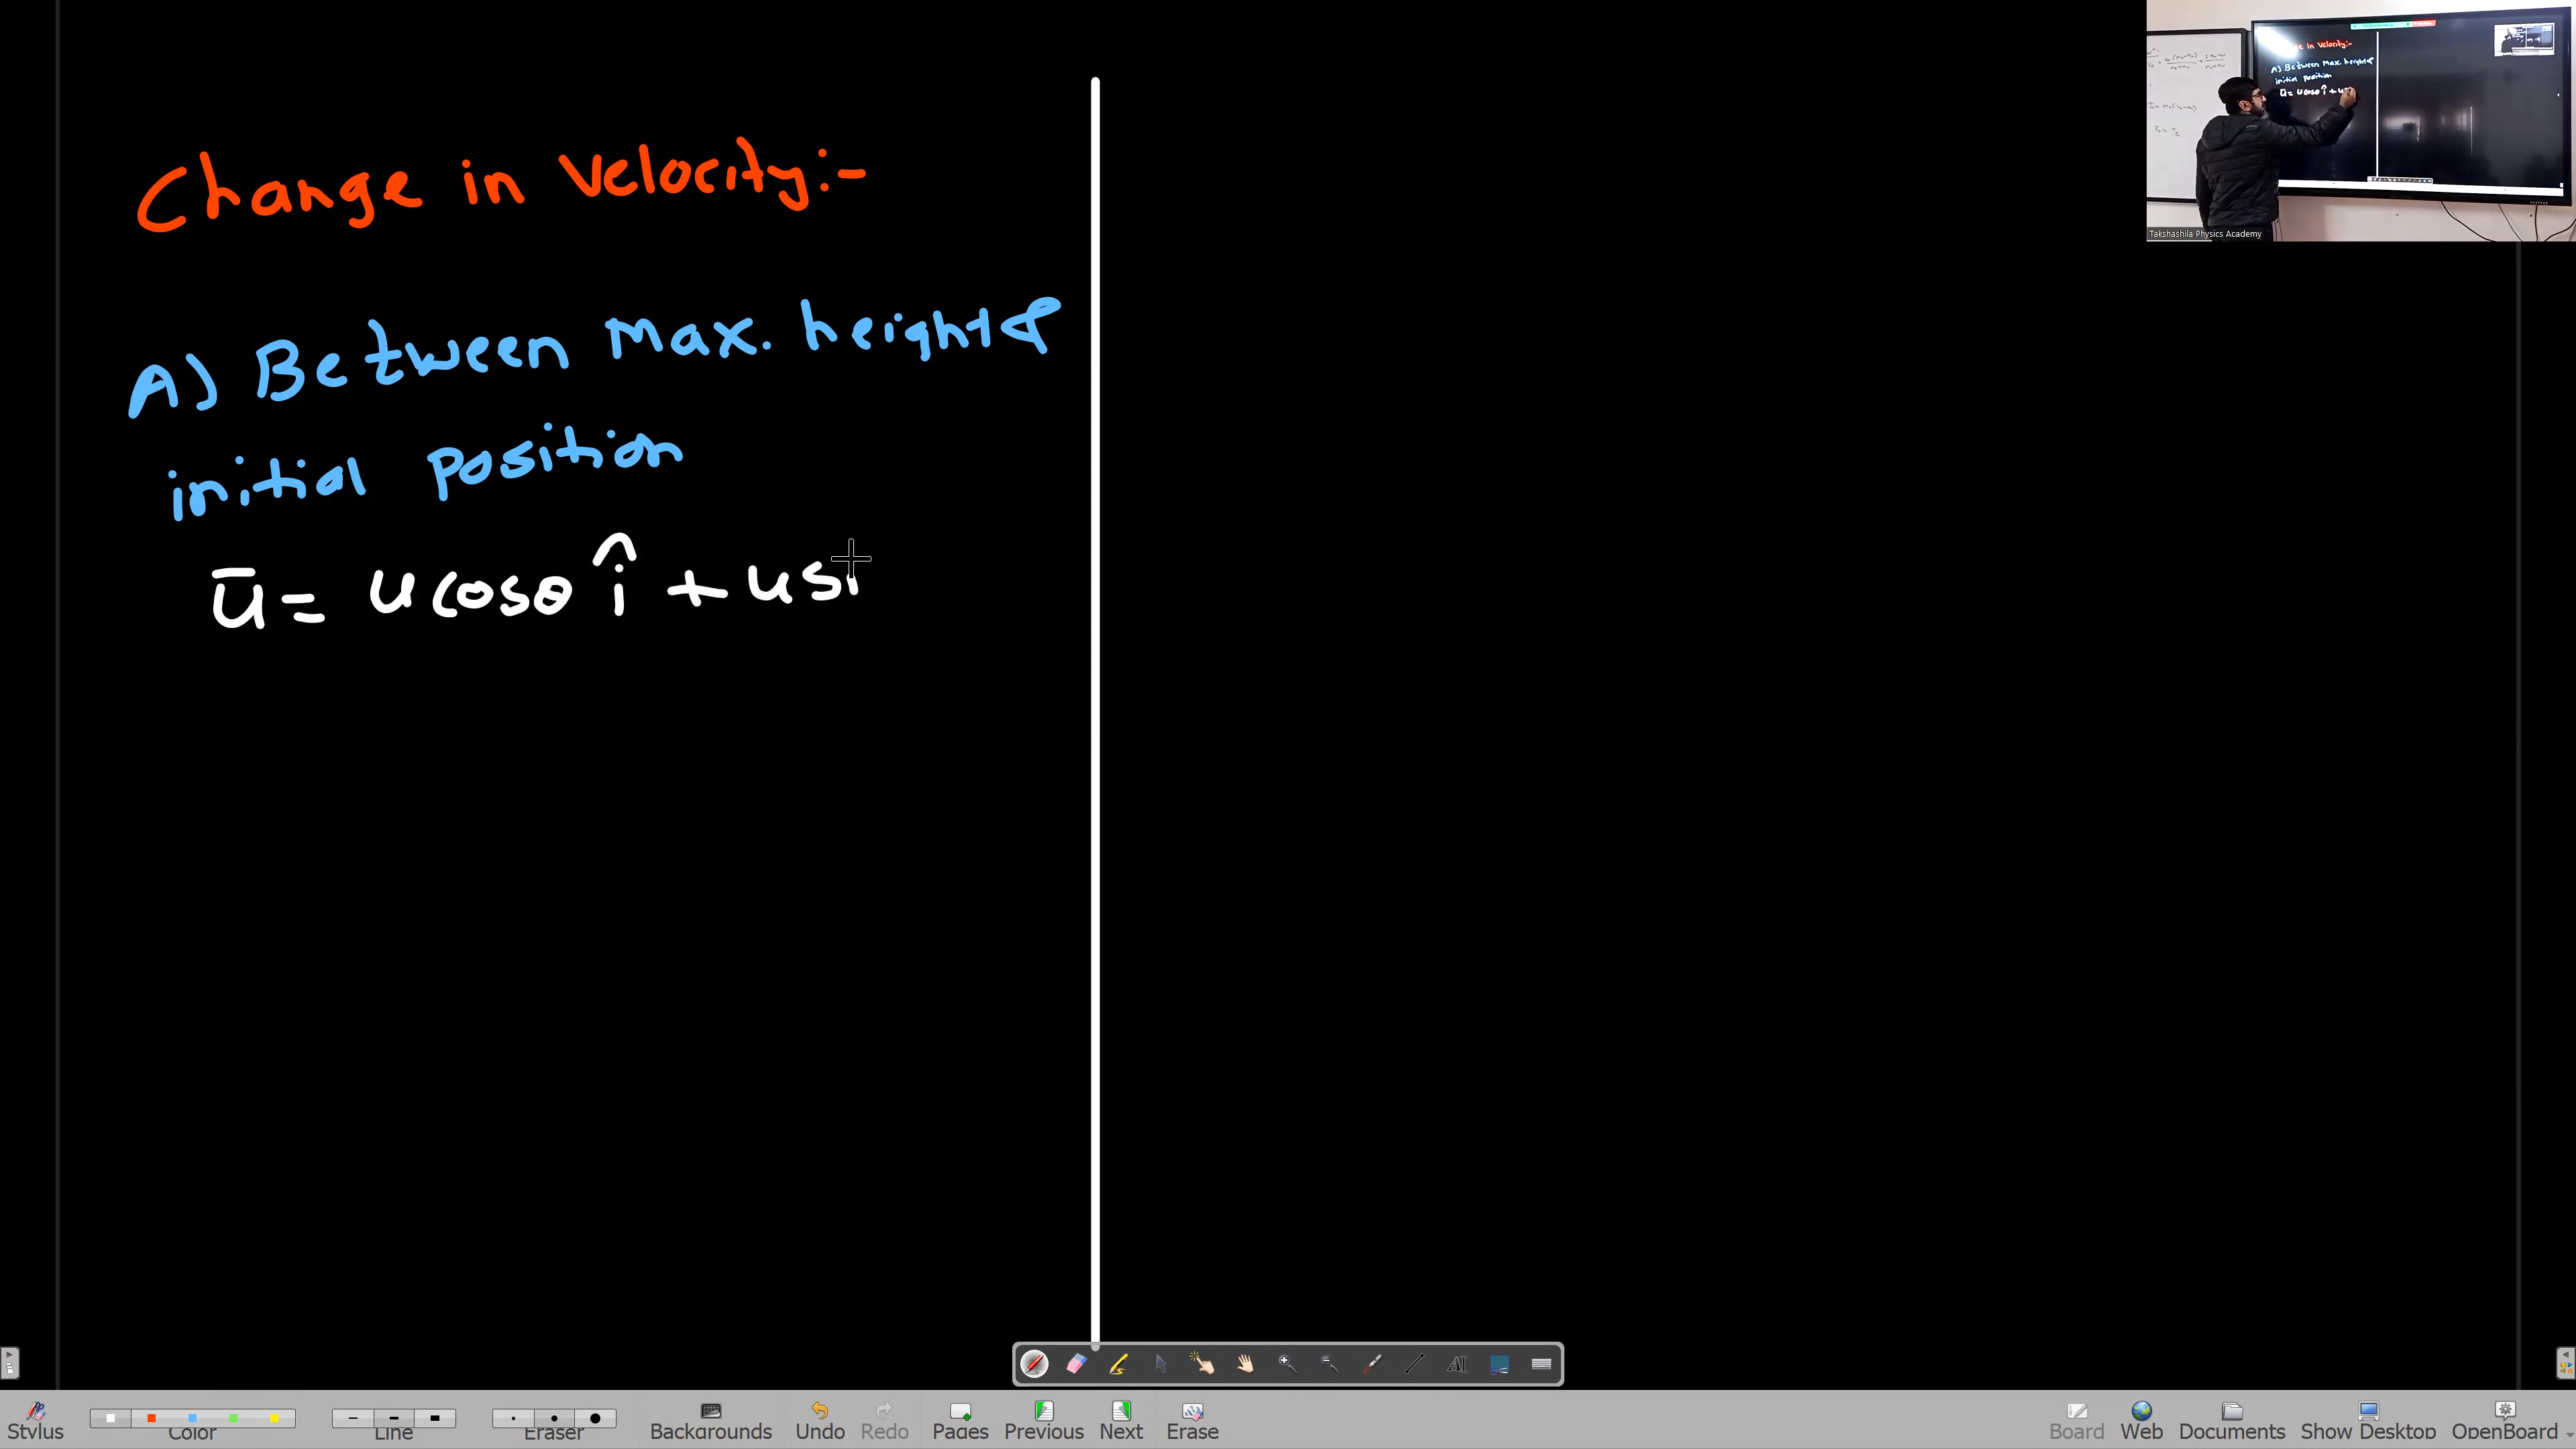 Change in Velocity:-
A) Between Max. height &
initial position
ū = u cosθ î + usi
Takshashila Physics Academy
Stylus
Color
Line
Eraser
Backgrounds
Undo
Redo
Pages
Previous
Next
Erase
Board
Web
Documents
Show Desktop
OpenBoard